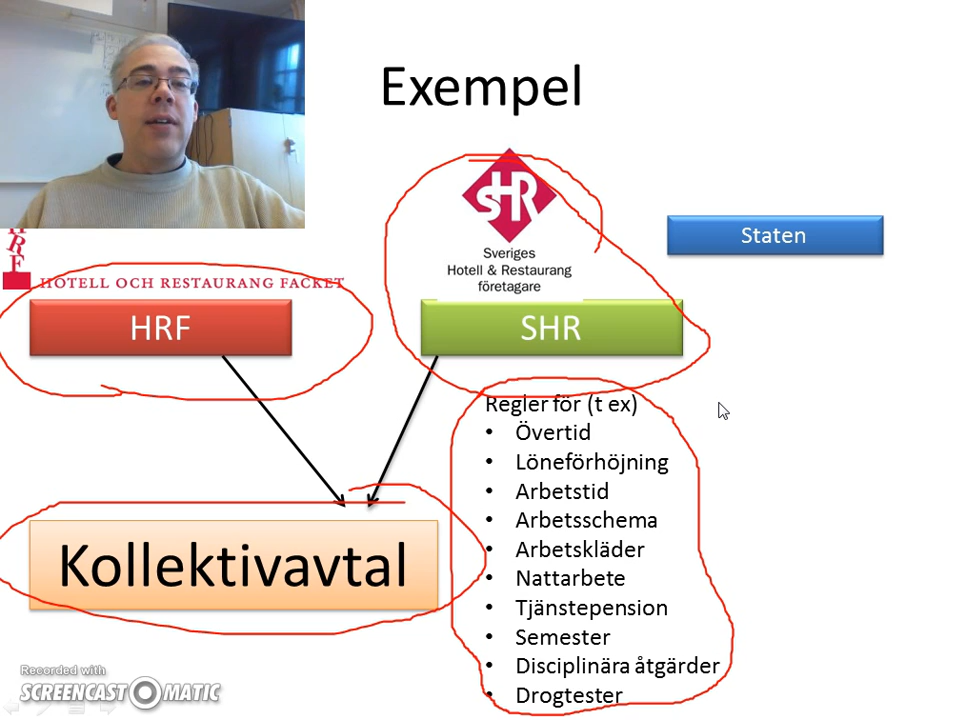 Exempel
SHR
Sveriges
Hotell & Restaurang
företagare
Staten
HRF
HOTELL OCH RESTAURANG FACKET
HRF
SHR
Regler för (t ex)
• Övertid
• Löneförhöjning
• Arbetstid
• Arbetsschema
• Arbetskläder
• Nattarbete
• Tjänstepension
• Semester
• Disciplinära åtgärder
• Drogtester
Kollektivavtal
Recorded with
SCREENCAST-O-MATIC